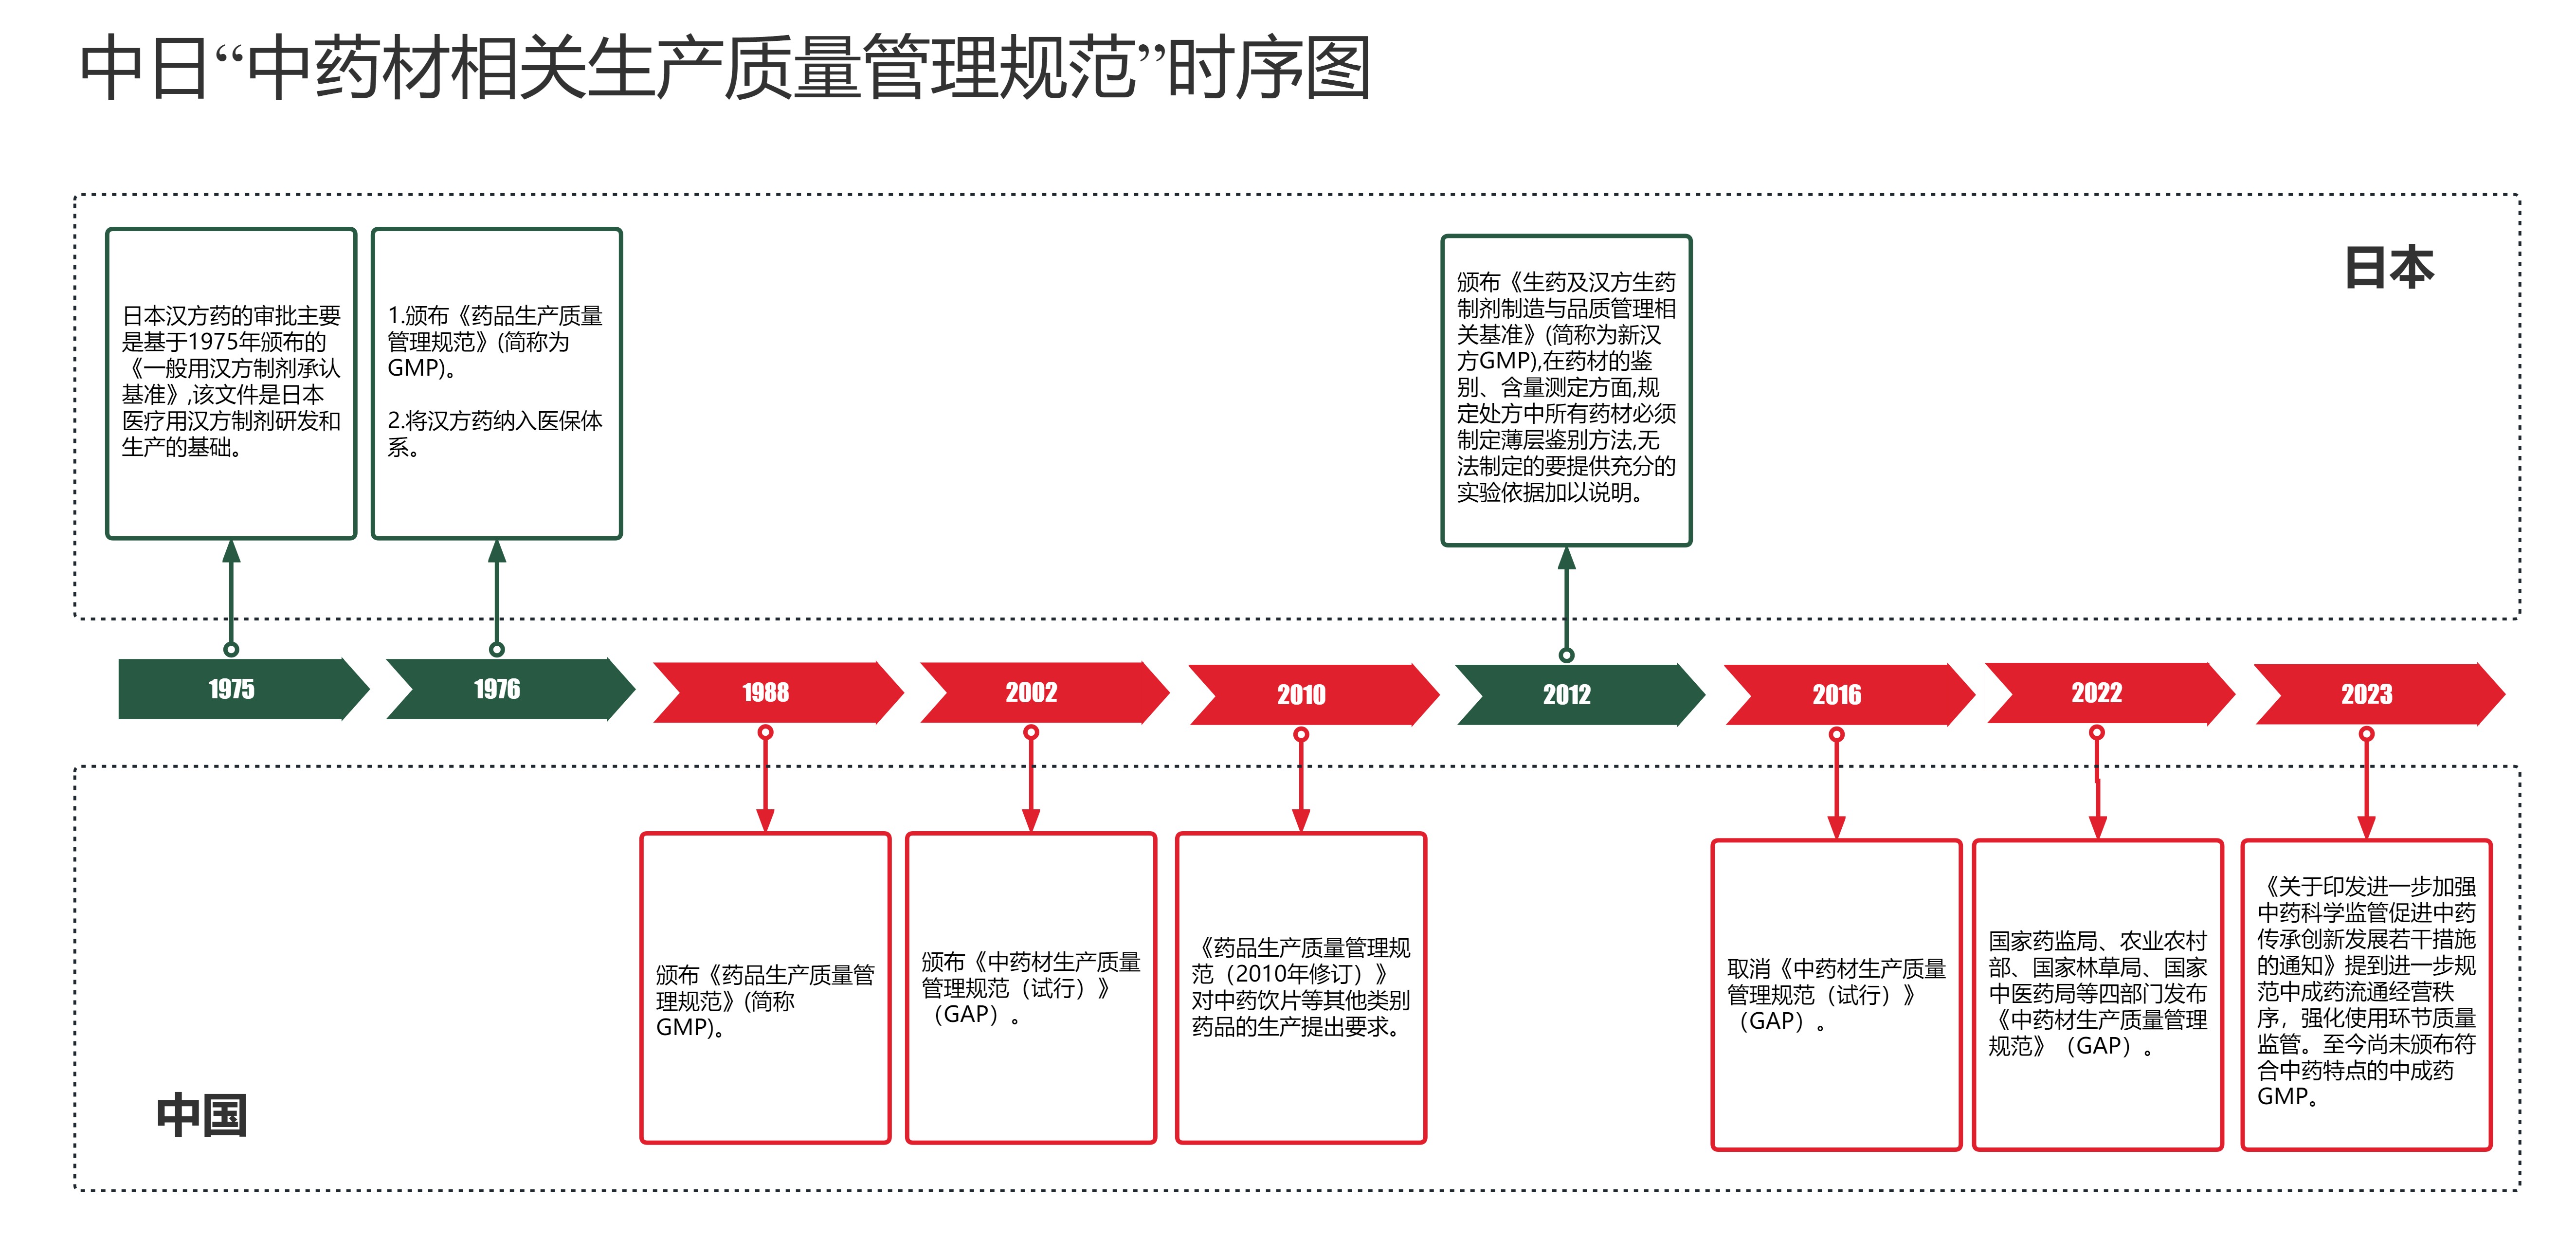 中日“中药材相关生产质量管理规范”时序图
日本
日本汉方药的审批主要
是基于1975年颁布的
《一般用汉方制剂承认
基准》,该文件是日本
医疗用汉方制剂研发和
生产的基础。
1.颁布《药品生产质量
管理规范》(简称为
GMP)。
2.将汉方药纳入医保体
系。
颁布《生药及汉方生药
制剂制造与品质管理相
关基准》(简称为新汉
方GMP),在药材的鉴
别、含量测定方面,规
定处方中所有药材必须
制定薄层鉴别方法,无
法制定的要提供充分的
实验依据加以说明。
1975
1976
1988
2002
2010
2012
2016
2022
2023
颁布《药品生产质量管
理规范》(简称
GMP)。
颁布《中药材生产质量
管理规范（试行）》
（GAP）。
《药品生产质量管理规
范（2010年修订）》
对中药饮片等其他类别
药品的生产提出要求。
取消《中药材生产质量
管理规范（试行）》
（GAP）。
国家药监局、农业农村
部、国家林草局、国家
中医药局等四部门发布
《中药材生产质量管理
规范》（GAP）。
《关于印发进一步加强
中药科学监管促进中药
传承创新发展若干措施
的通知》提到进一步规
范中成药流通经营秩
序，强化使用环节质量
监管。至今尚未颁布符
合中药特点的中成药
GMP。
中国